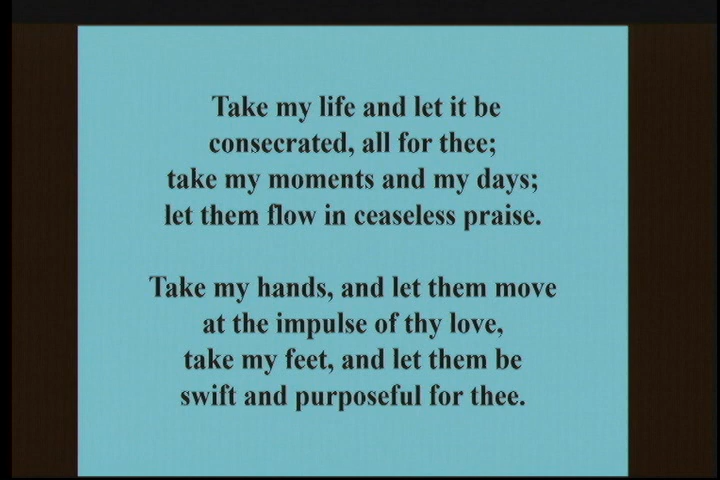 Take my life and let it be
consecrated, all for thee;
take my moments and my days;
let them flow in ceaseless praise.
Take my hands, and let them move
at the impulse of thy love,
take my feet, and let them be
swift and purposeful for thee.